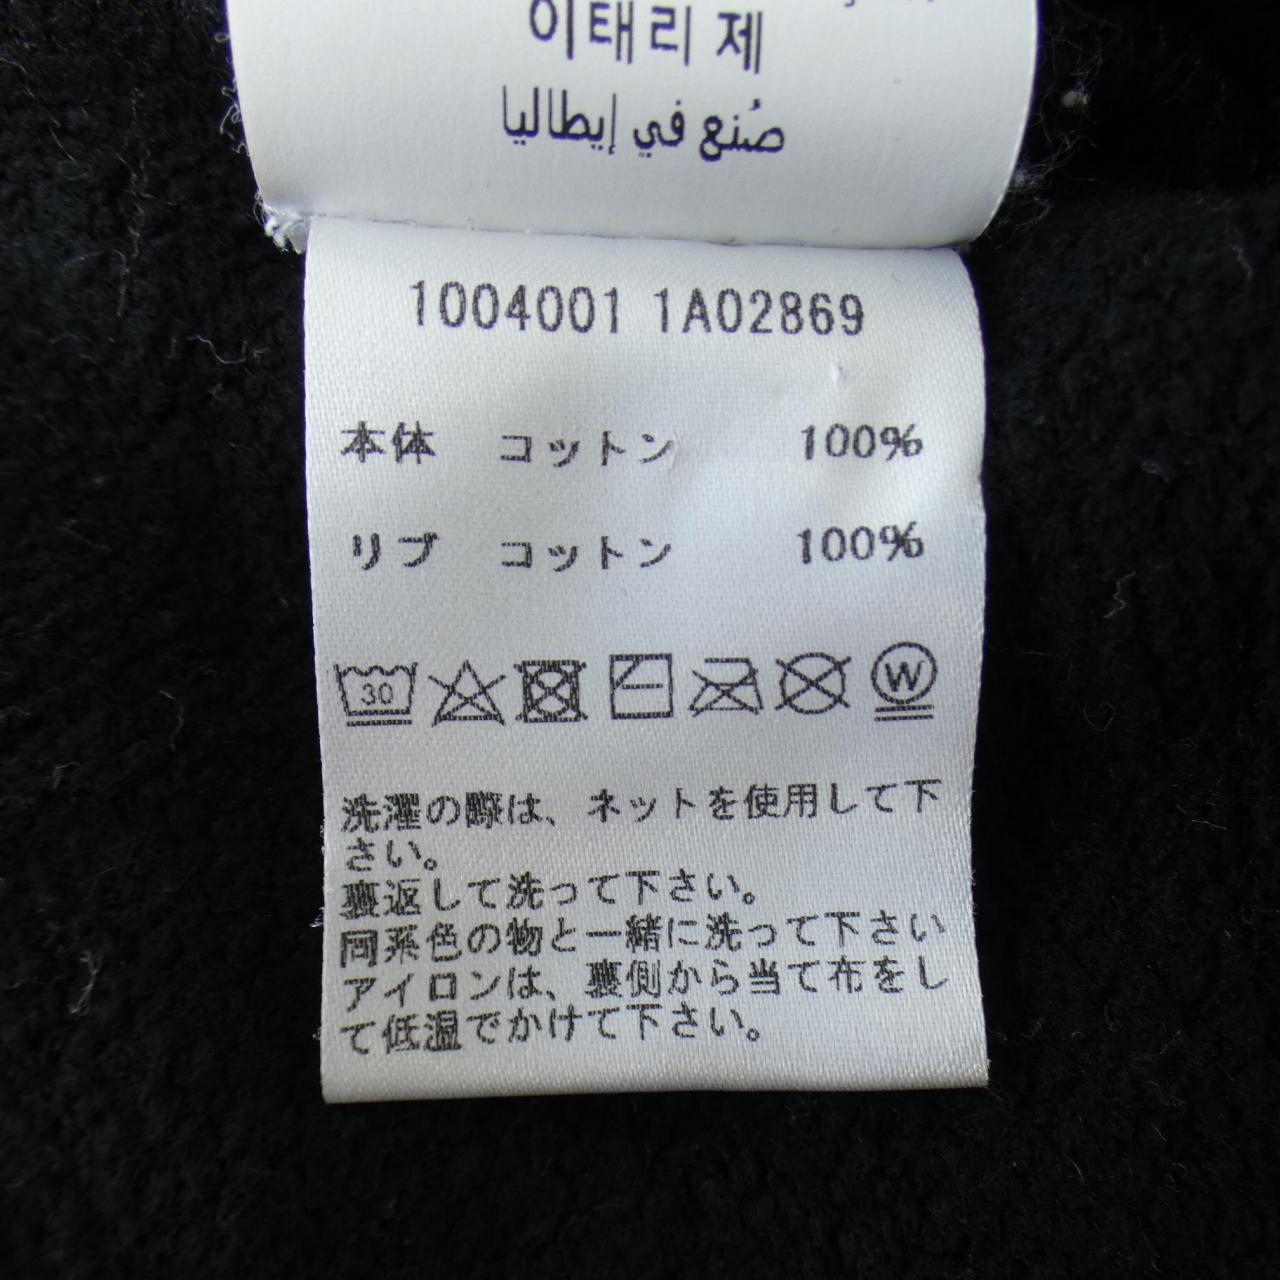 이태리제
صُنع في إيطاليا
1004001 1A02869
本体 コットン 100%
リブ コットン 100%
30 W
洗濯の際は、ネットを使用して下
さい。
裏返して洗って下さい。
同系色の物と一緒に洗って下さい
アイロンは、裏側から当て布をし
て低温でかけて下さい。